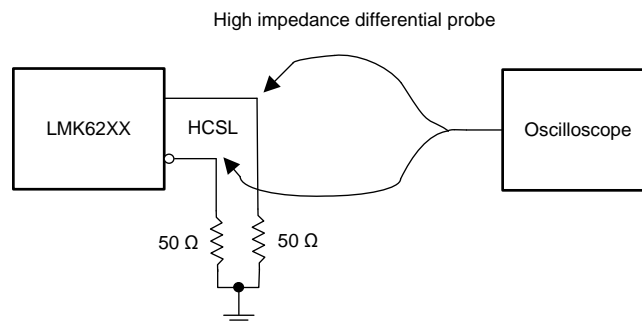 High impedance differential probe
LMK62XX
HCSL
Oscilloscope
50 Ω
50 Ω